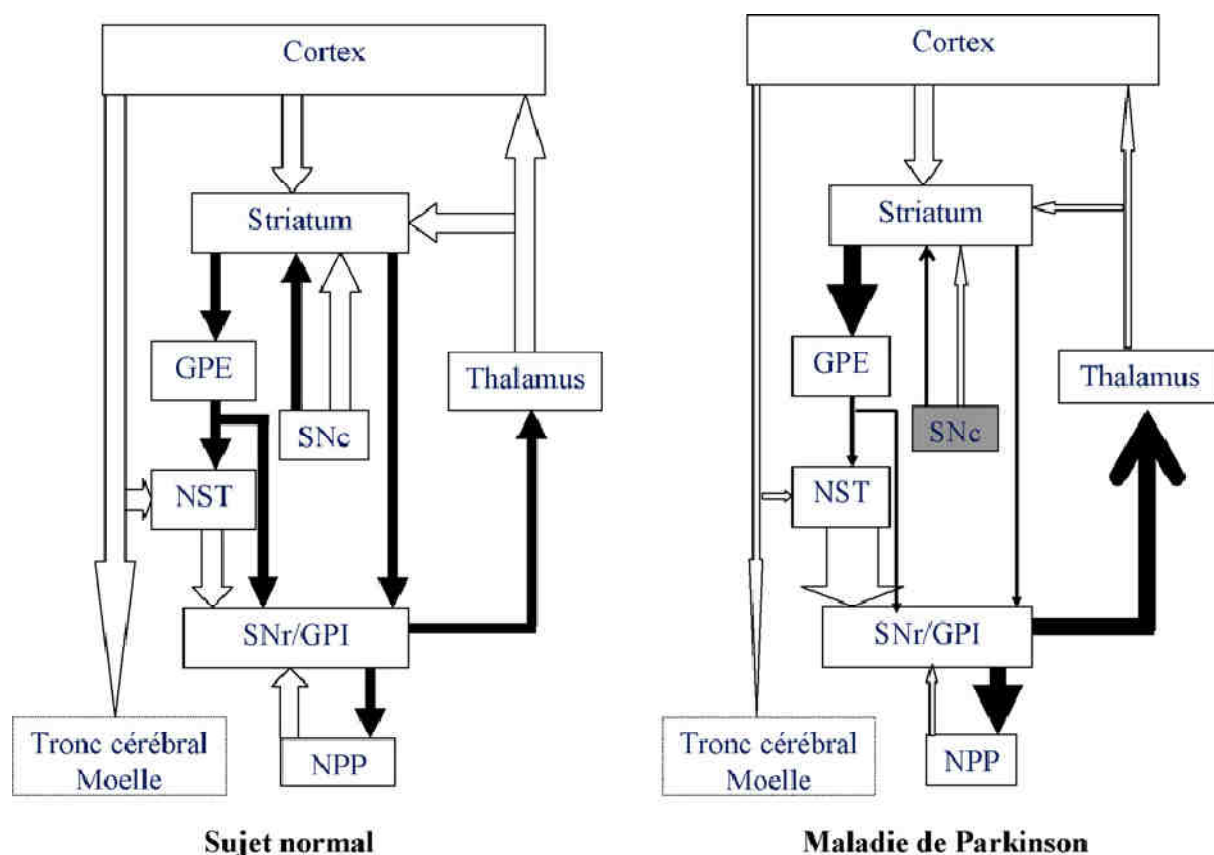 Cortex
Striatum
GPE
SNc
Thalamus
NST
SNr/GPI
Tronc cérébral
Moelle
NPP
Sujet normal
Cortex
Striatum
GPE
SNc
Thalamus
NST
SNr/GPI
Tronc cérébral
Moelle
NPP
Maladie de Parkinson